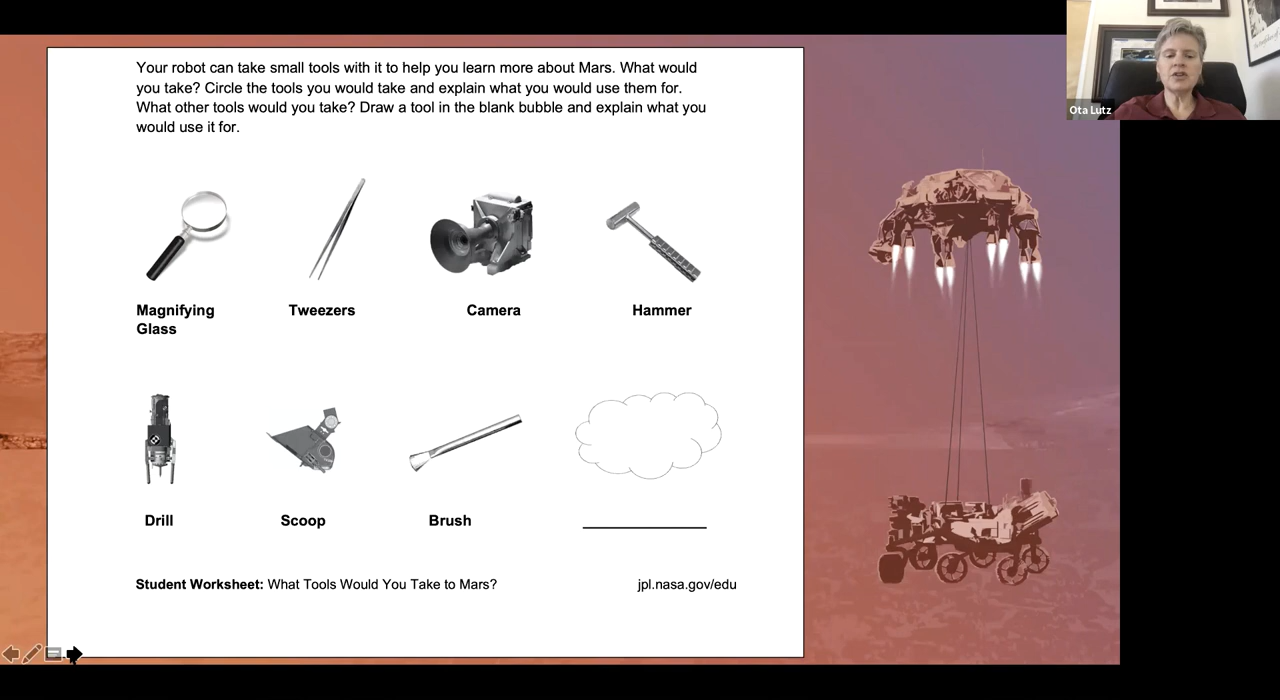 Your robot can take small tools with it to help you learn more about Mars. What would
you take? Circle the tools you would take and explain what you would use them for.
What other tools would you take? Draw a tool in the blank bubble and explain what you
would use it for.
Magnifying
Glass
Tweezers
Camera
Hammer
Drill
Scoop
Brush
Student Worksheet: What Tools Would You Take to Mars?
jpl.nasa.gov/edu
Ota Lutz